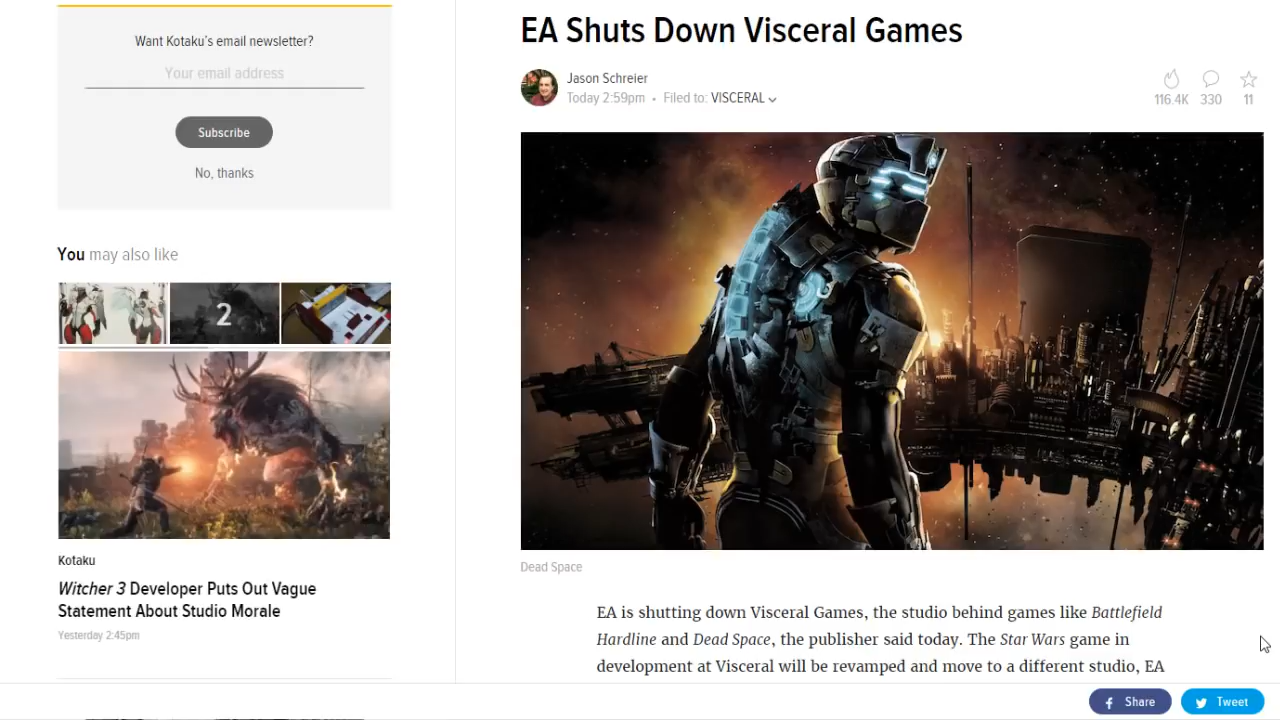 Want Kotaku's email newsletter?
Your email address
Subscribe
No, thanks
You may also like
2
Kotaku
Witcher 3 Developer Puts Out Vague
Statement About Studio Morale
Yesterday 2:45pm
EA Shuts Down Visceral Games
Jason Schreier
Today 2:59pm • Filed to: VISCERAL
116.4K 330 11
Dead Space
EA is shutting down Visceral Games, the studio behind games like Battlefield
Hardline and Dead Space, the publisher said today. The Star Wars game in
development at Visceral will be revamped and move to a different studio, EA
Share Tweet